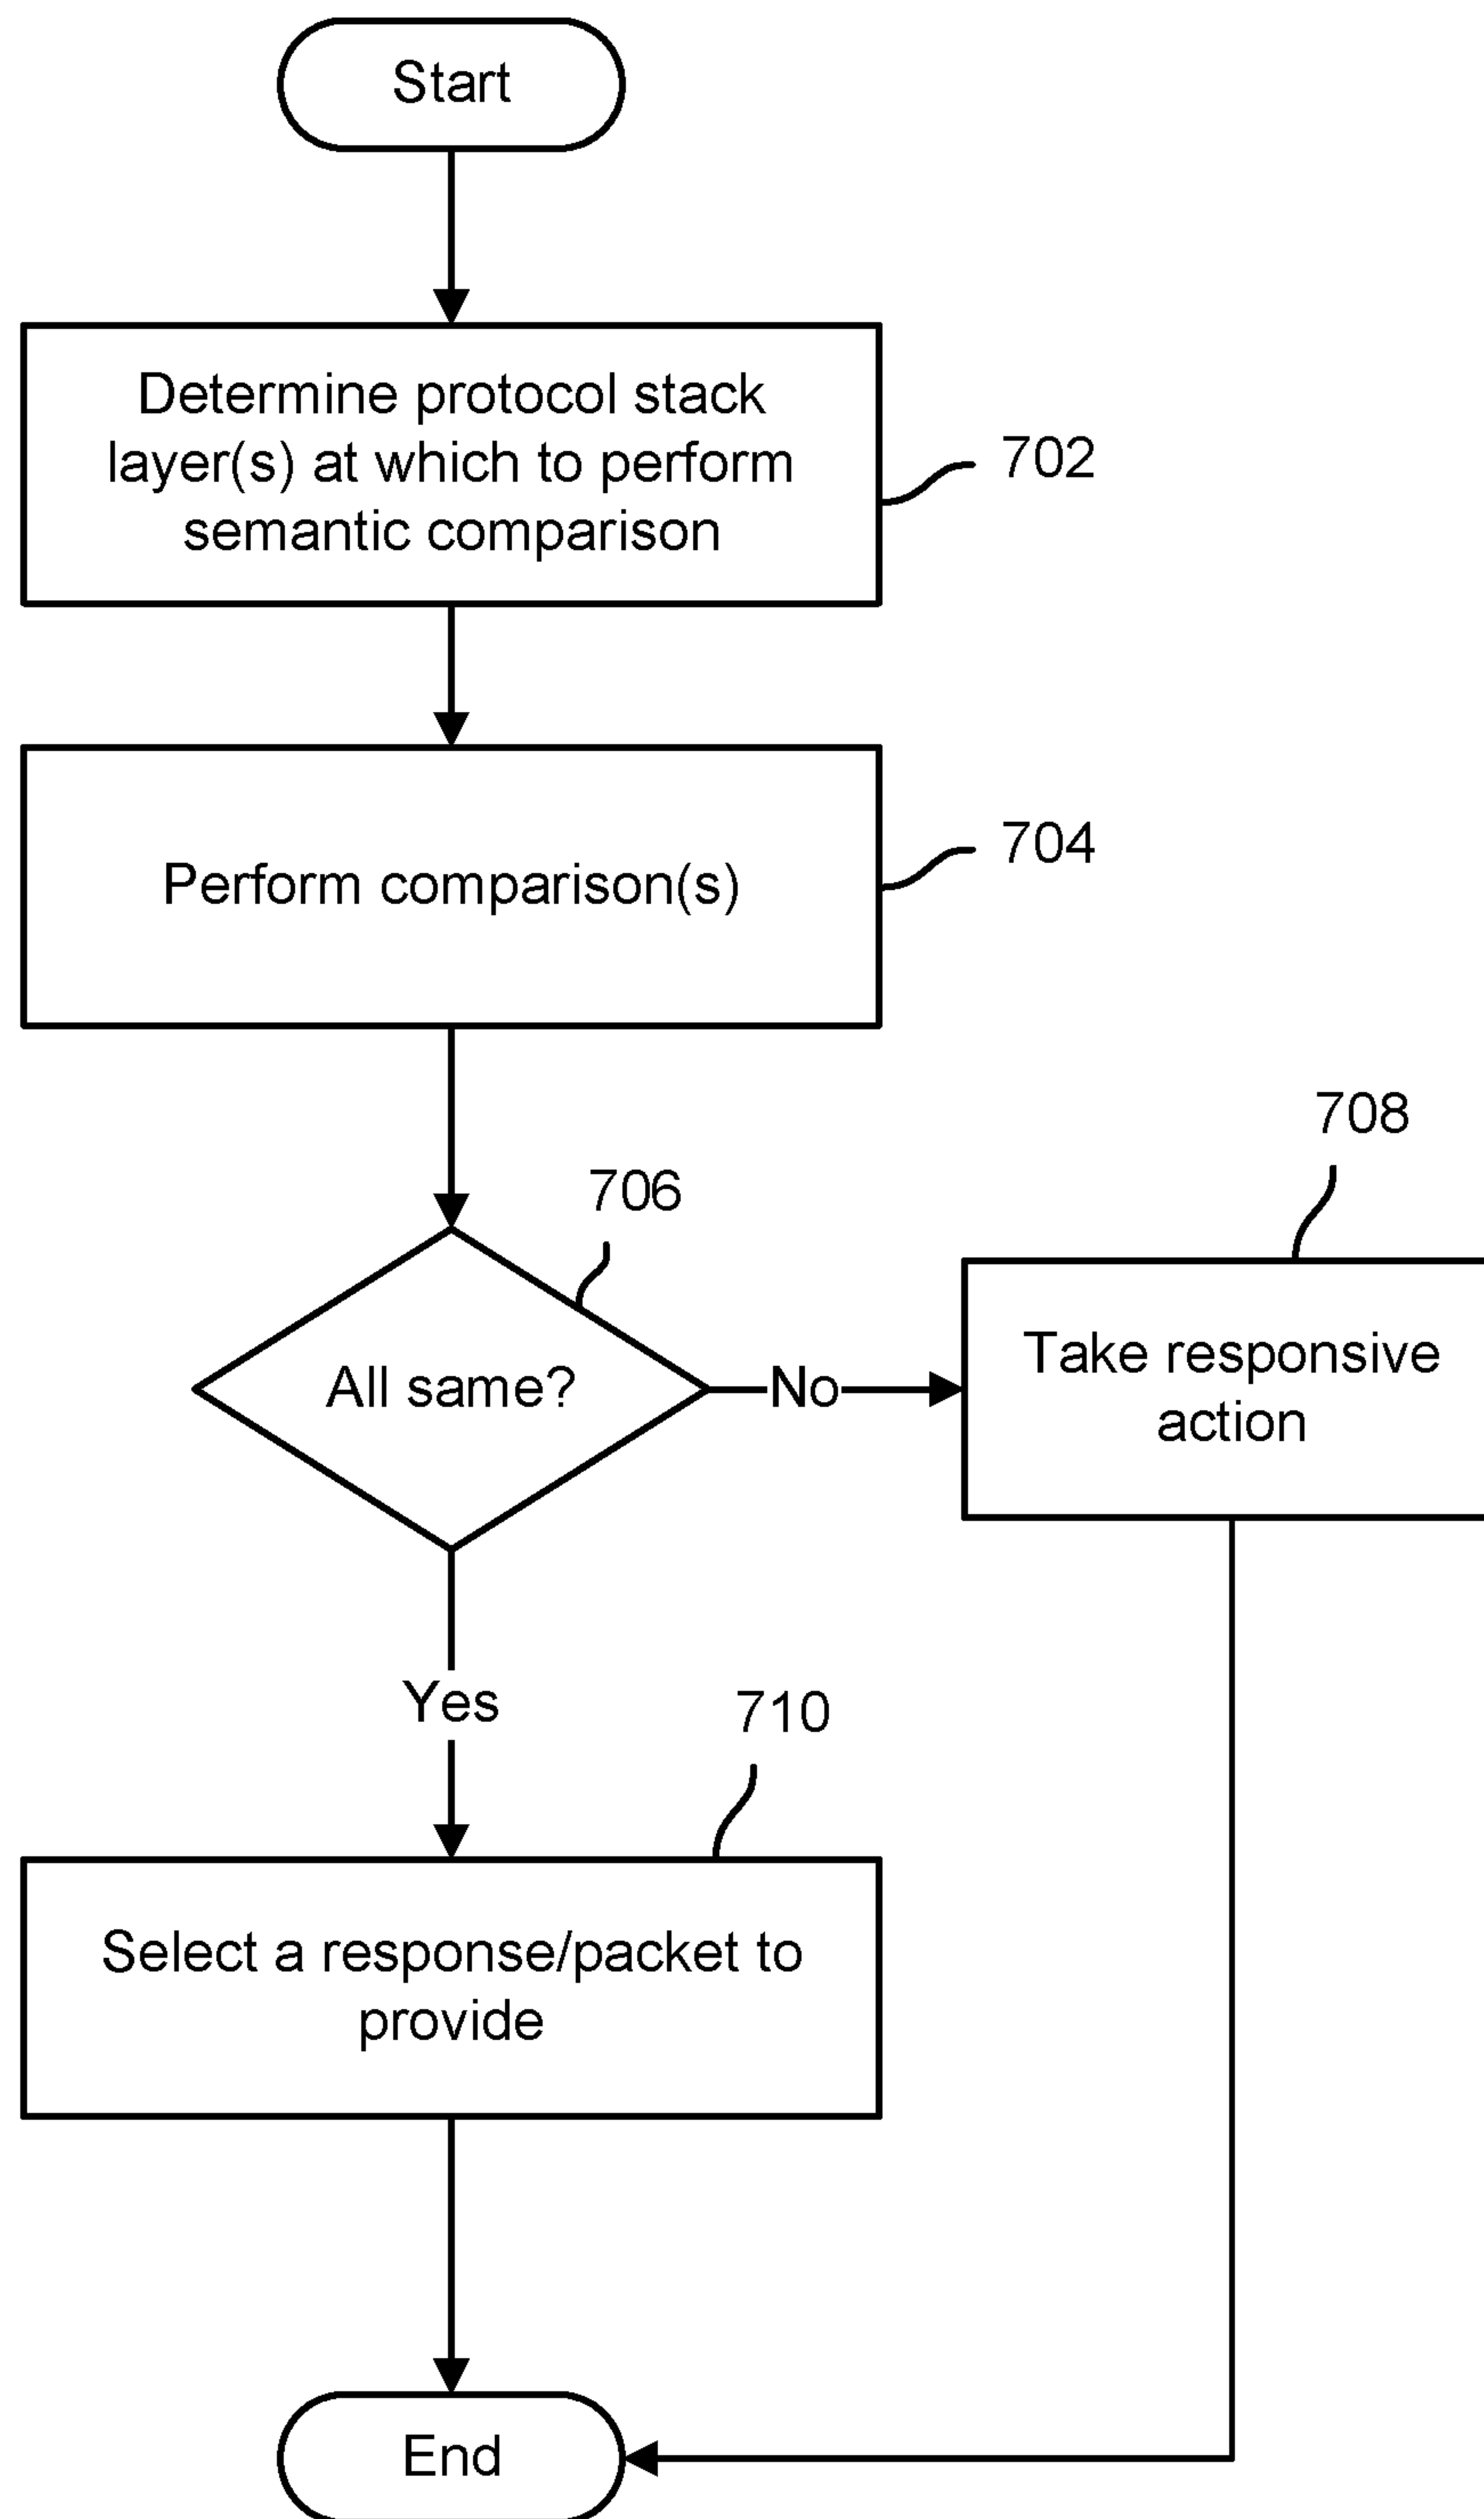 Start
Determine protocol stack
layer(s) at which to perform
semantic comparison
702
Perform comparison(s)
704
706
All same?
No
708
Take responsive
action
Yes
710
Select a response/packet to
provide
End